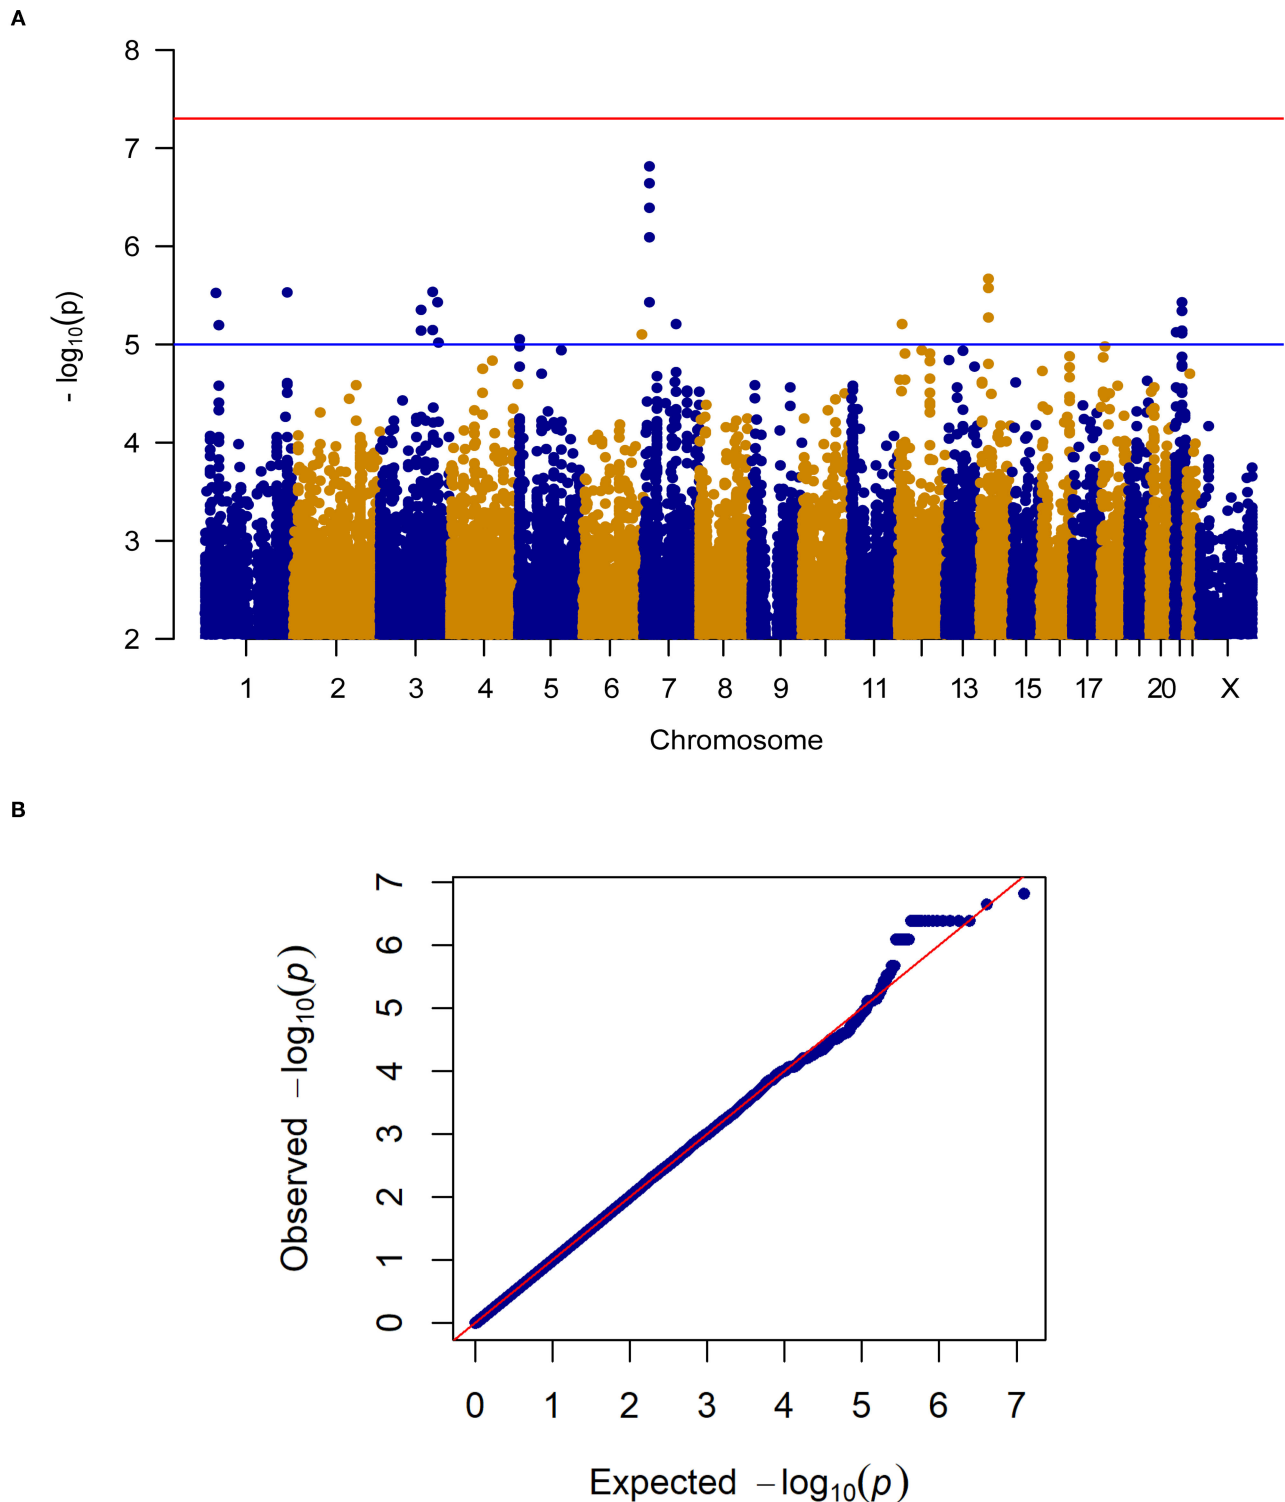 A
8
7
6
5
4
3
2
- log10(p)
1 2 3 4 5 6 7 8 9 11 13 15 17 20 X
Chromosome
B
7
6
5
4
3
2
1
0
Observed −log10(p)
0 1 2 3 4 5 6 7
Expected −log10(p)